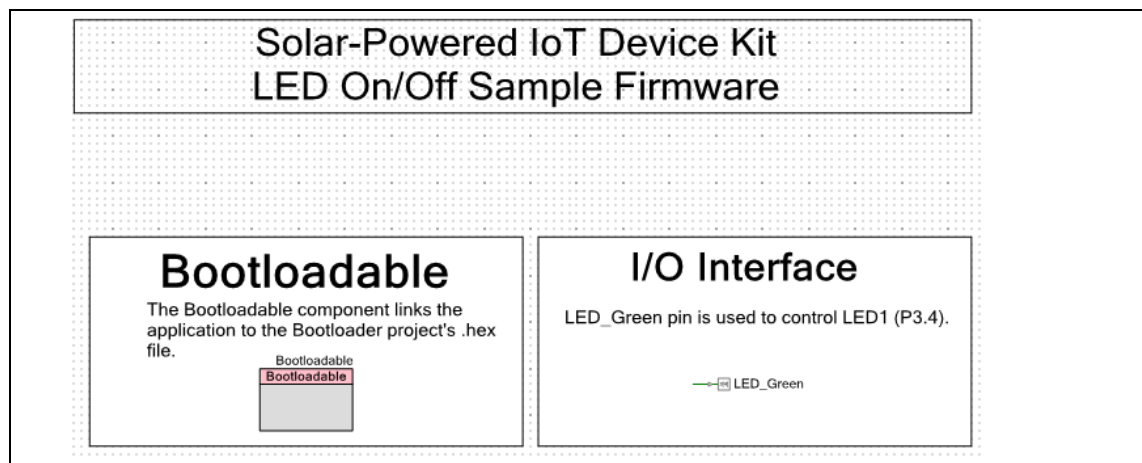 Solar-Powered IoT Device Kit
LED On/Off Sample Firmware
Bootloadable
The Bootloadable component links the
application to the Bootloader project's .hex
file.
Bootloadable
Bootloadable
I/O Interface
LED_Green pin is used to control LED1 (P3.4).
LED_Green